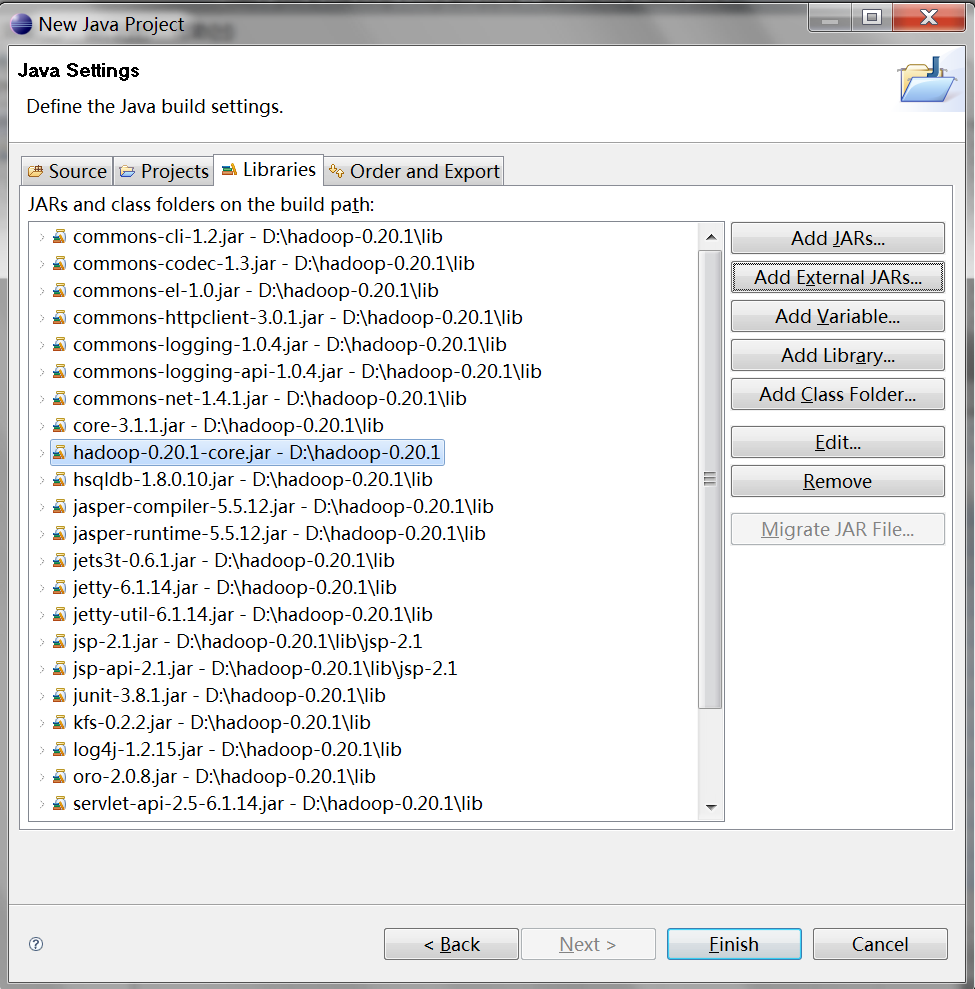 New Java Project
Java Settings
Define the Java build settings.
Source Projects Libraries Order and Export
JARs and class folders on the build path:
commons-cli-1.2.jar - D:\hadoop-0.20.1\lib
commons-codec-1.3.jar - D:\hadoop-0.20.1\lib
commons-el-1.0.jar - D:\hadoop-0.20.1\lib
commons-httpclient-3.0.1.jar - D:\hadoop-0.20.1\lib
commons-logging-1.0.4.jar - D:\hadoop-0.20.1\lib
commons-logging-api-1.0.4.jar - D:\hadoop-0.20.1\lib
commons-net-1.4.1.jar - D:\hadoop-0.20.1\lib
core-3.1.1.jar - D:\hadoop-0.20.1\lib
hadoop-0.20.1-core.jar - D:\hadoop-0.20.1
hsqldb-1.8.0.10.jar - D:\hadoop-0.20.1\lib
jasper-compiler-5.5.12.jar - D:\hadoop-0.20.1\lib
jasper-runtime-5.5.12.jar - D:\hadoop-0.20.1\lib
jets3t-0.6.1.jar - D:\hadoop-0.20.1\lib
jetty-6.1.14.jar - D:\hadoop-0.20.1\lib
jetty-util-6.1.14.jar - D:\hadoop-0.20.1\lib
jsp-2.1.jar - D:\hadoop-0.20.1\lib\jsp-2.1
jsp-api-2.1.jar - D:\hadoop-0.20.1\lib\jsp-2.1
junit-3.8.1.jar - D:\hadoop-0.20.1\lib
kfs-0.2.2.jar - D:\hadoop-0.20.1\lib
log4j-1.2.15.jar - D:\hadoop-0.20.1\lib
oro-2.0.8.jar - D:\hadoop-0.20.1\lib
servlet-api-2.5-6.1.14.jar - D:\hadoop-0.20.1\lib
Add JARs...
Add External JARs...
Add Variable...
Add Library...
Add Class Folder...
Edit...
Remove
Migrate JAR File...
? < Back Next > Finish Cancel